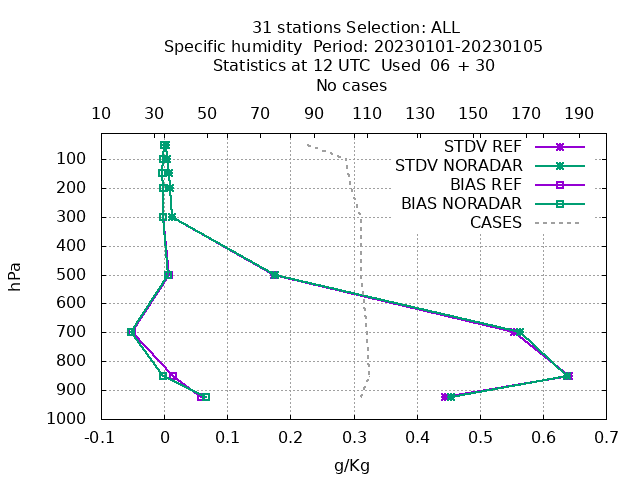 31 stations Selection: ALL
Specific humidity  Period: 20230101-20230105
Statistics at 12 UTC  Used  06 + 30
No cases
10 30 50 70 90 110 130 150 170 190
STDV REF
STDV NORADAR
BIAS REF
BIAS NORADAR
CASES
hPa
100
200
300
400
500
600
700
800
900
1000
-0.1 0 0.1 0.2 0.3 0.4 0.5 0.6 0.7
g/Kg